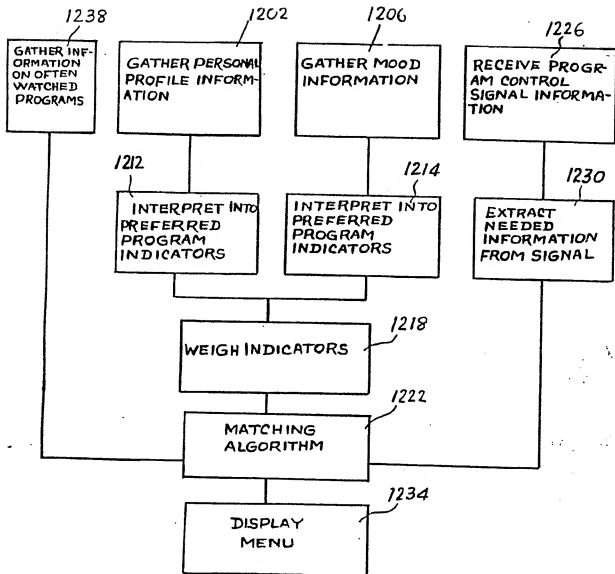 1238
GATHER INF-
ORMATION
ON OFTEN
WATCHED
PROGRAMS
1202
GATHER PERSONAL
PROFILE INFORM-
ATION
1206
GATHER MOOD
INFORMATION
1226
RECEIVE PROGR-
AM CONTROL
SIGNAL INFORMA-
TION
1212
INTERPRET INTO
PREFERRED
PROGRAM
INDICATORS
1214
INTERPRET INTO
PREFERRED
PROGRAM
INDICATORS
1230
EXTRACT
NEEDED
INFORMATION
FROM SIGNAL
1218
WEIGH INDICATORS
1222
MATCHING
ALGORITHM
1234
DISPLAY
MENU